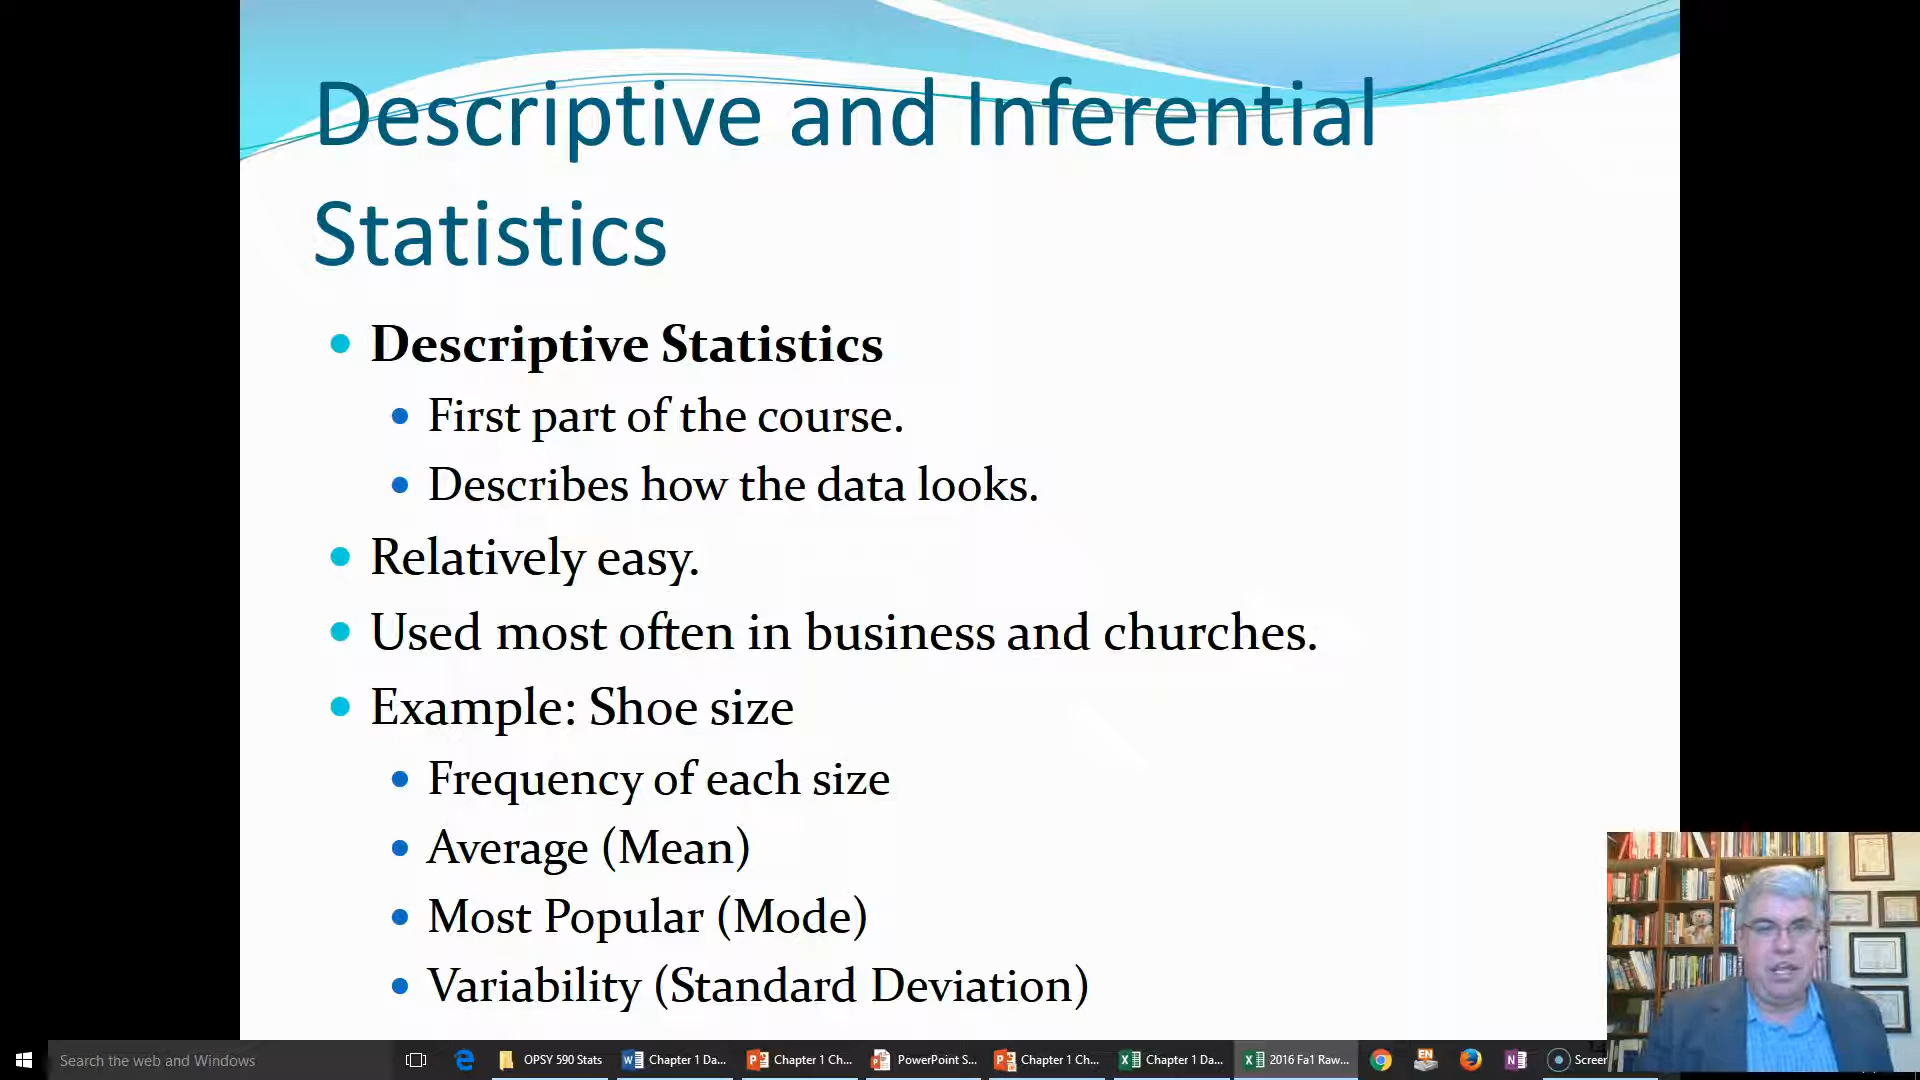 Descriptive and Inferential
Statistics
Descriptive Statistics
First part of the course.
Describes how the data looks.
Relatively easy.
Used most often in business and churches.
Example: Shoe size
Frequency of each size
Average (Mean)
Most Popular (Mode)
Variability (Standard Deviation)
Search the web and Windows
OPSY 590 Stats
Chapter 1 Da...
Chapter 1 Ch...
PowerPoint S...
Chapter 1 Ch...
Chapter 1 Da...
2016 Fa1 Raw...
EN
Screer